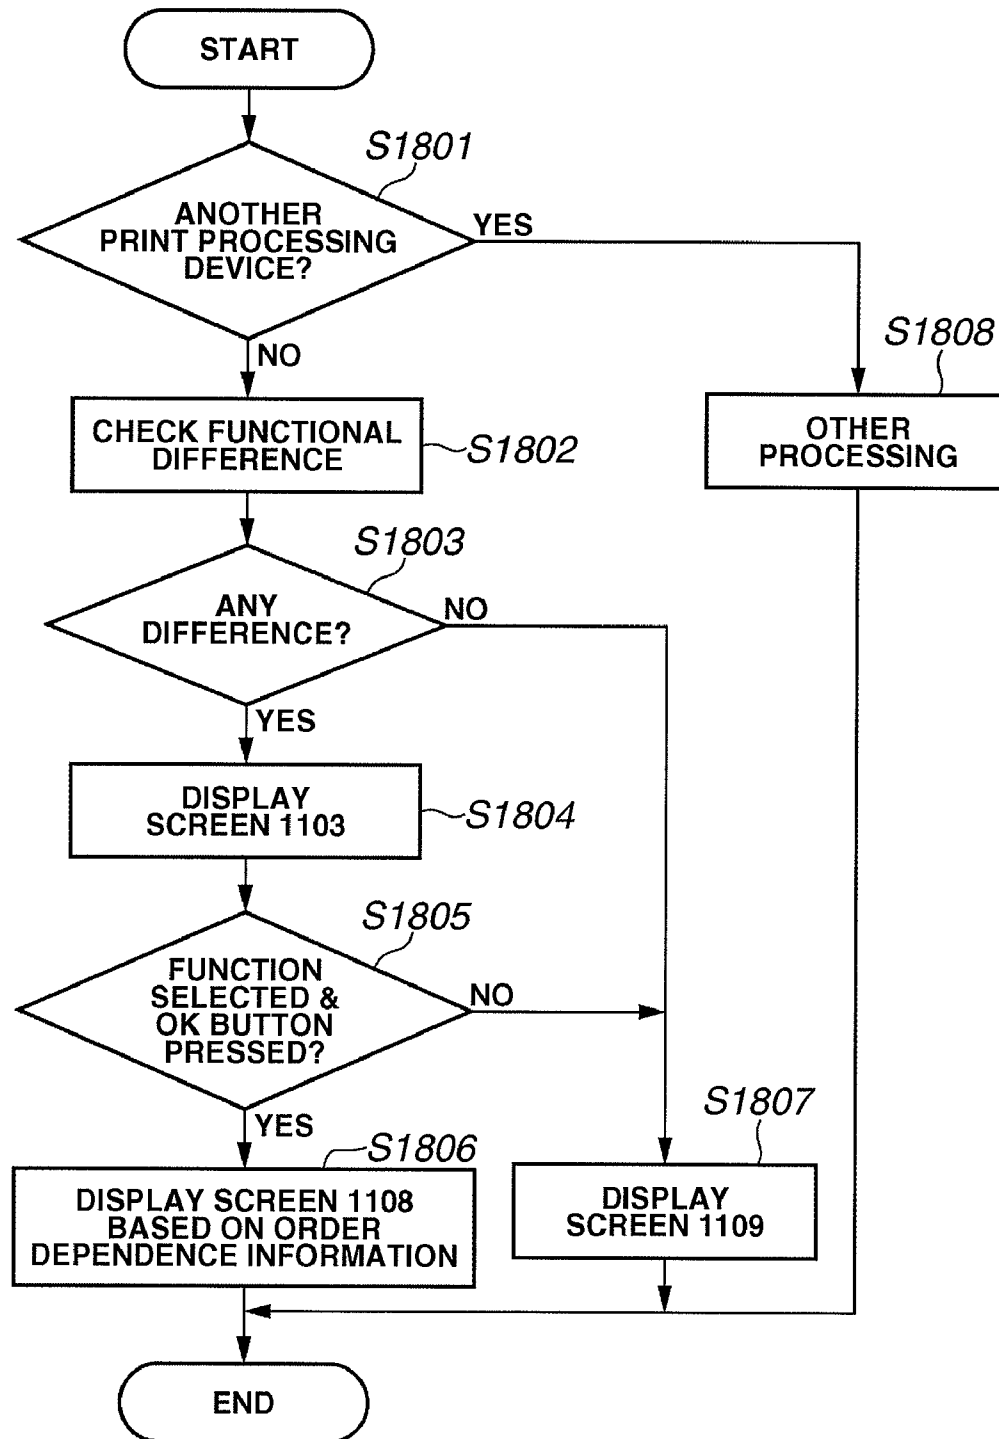 START
S1801
ANOTHER
PRINT PROCESSING
DEVICE?
YES
NO
S1808
OTHER
PROCESSING
CHECK FUNCTIONAL
DIFFERENCE
S1802
S1803
ANY
DIFFERENCE?
NO
YES
DISPLAY
SCREEN 1103
S1804
S1805
FUNCTION
SELECTED &
OK BUTTON
PRESSED?
NO
YES
S1806
DISPLAY SCREEN 1108
BASED ON ORDER
DEPENDENCE INFORMATION
S1807
DISPLAY
SCREEN 1109
END